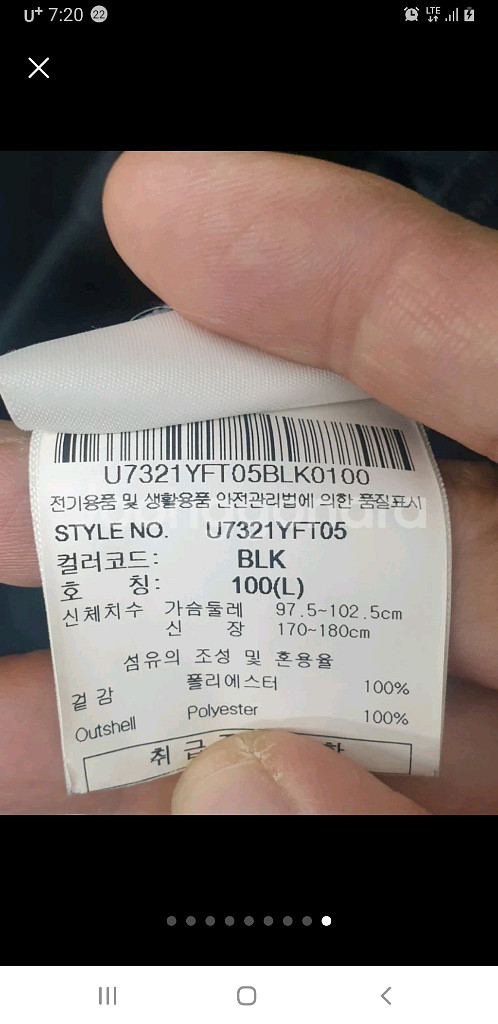 U+ 7:20 22
LTE
U7321YFT05BLK0100
전기용품 및 생활용품 안전관리법에 의한 품질표시
STYLE NO. U7321YFT05
컬러코드: BLK
호 칭: 100(L)
신체치수 가슴둘레 97.5~102.5cm
신 장 170~180cm
섬유의 조성 및 혼용율
겉감 폴리에스터 100%
Outshell Polyester 100%
취급